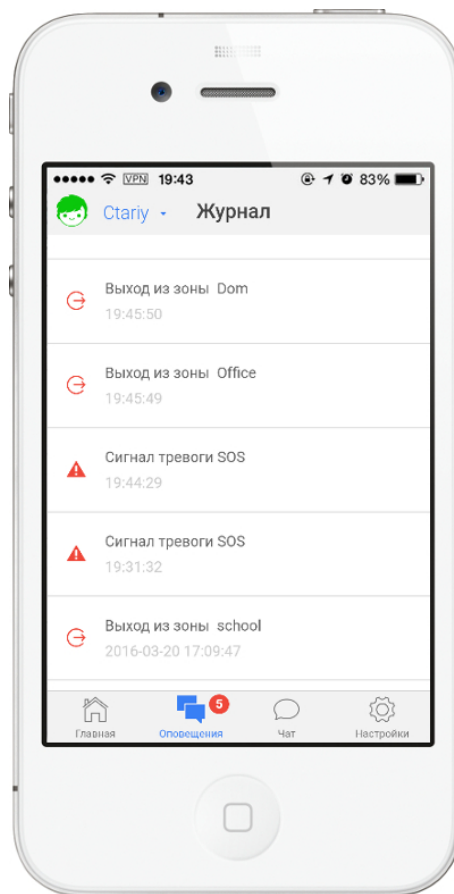 VPN 19:43 83%
Ctariy Журнал
Выход из зоны Dom
19:45:50
Выход из зоны Office
19:45:49
Сигнал тревоги SOS
19:44:29
Сигнал тревоги SOS
19:31:32
Выход из зоны school
2016-03-20 17:09:47
5
Главная Оповещения Чат Настройки